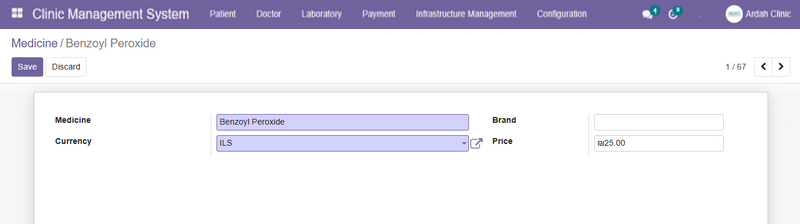 Clinic Management System Patient Doctor Laboratory Payment Infrastructure Management Configuration 4 8 Ardah Clinic
Medicine / Benzoyl Peroxide
Save Discard 1 / 67
Medicine Benzoyl Peroxide Brand
Currency ILS Price ₪25.00